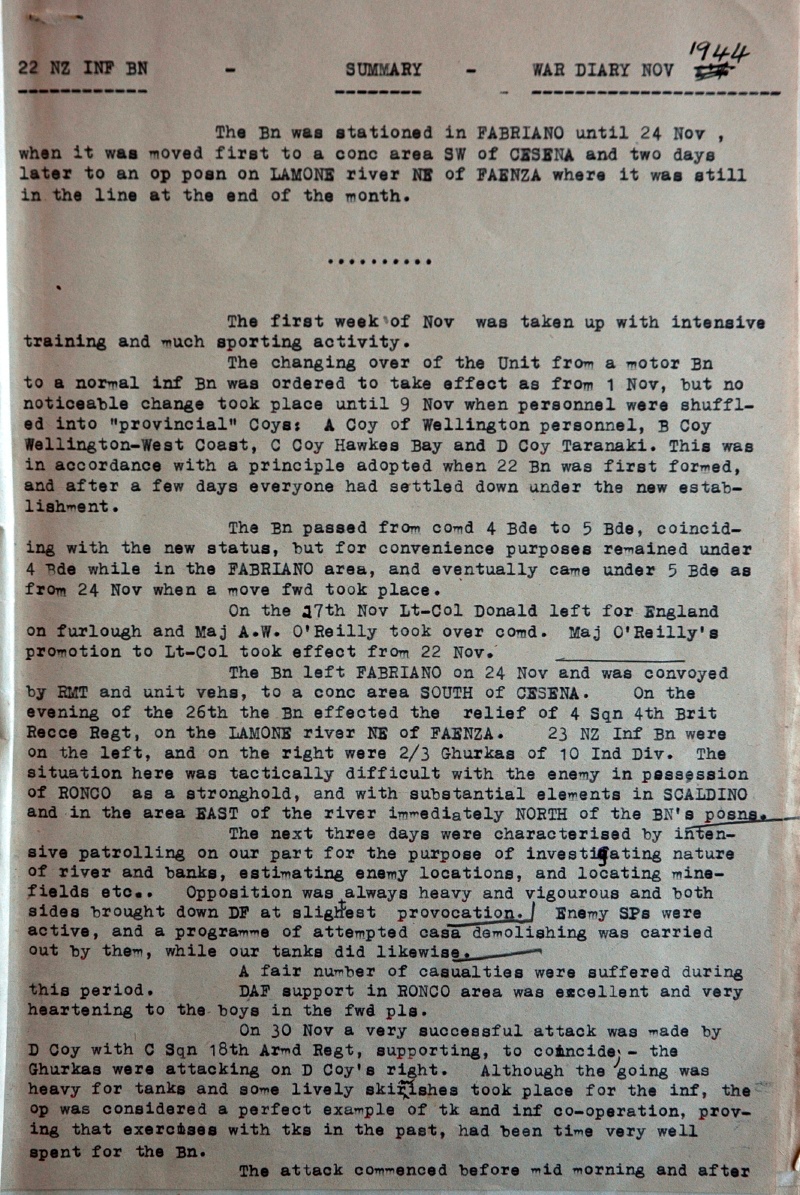 1944
22 NZ INF BN - SUMMARY - WAR DIARY NOV
The Bn was stationed in FABRIANO until 24 Nov ,
when it was moved first to a conc area SW of CESENA and two days
later to an op posn on LAMONE river NE of FAENZA where it was still
in the line at the end of the month.
..........
The first week of Nov was taken up with intensive
training and much sporting activity.
The changing over of the Unit from a motor Bn
to a normal inf Bn was ordered to take effect as from 1 Nov, but no
noticeable change took place until 9 Nov when personnel were shuffl-
ed into "provincial" Coys: A Coy of Wellington personnel, B Coy
Wellington-West Coast, C Coy Hawkes Bay and D Coy Taranaki. This was
in accordance with a principle adopted when 22 Bn was first formed,
and after a few days everyone had settled down under the new estab-
lishment.
The Bn passed from comd 4 Bde to 5 Bde, coincid-
ing with the new status, but for convenience purposes remained under
4 Bde while in the FABRIANO area, and eventually came under 5 Bde as
from 24 Nov when a move fwd took place.
On the 27th Nov Lt-Col Donald left for England
on furlough and Maj A.W. O'Reilly took over comd. Maj O'Reilly's
promotion to Lt-Col took effect from 22 Nov.
The Bn left FABRIANO on 24 Nov and was convoyed
by RMT and unit vehs, to a conc area SOUTH of CESENA. On the
evening of the 26th the Bn effected the relief of 4 Sqn 4th Brit
Recce Regt, on the LAMONE river NE of FAENZA. 23 NZ Inf Bn were
on the left, and on the right were 2/3 Ghurkas of 10 Ind Div. The
situation here was tactically difficult with the enemy in possession
of RONCO as a stronghold, and with substantial elements in SCALDINO
and in the area EAST of the river immediately NORTH of the BN's posns.
The next three days were characterised by inten-
sive patrolling on our part for the purpose of investigating nature
of river and banks, estimating enemy locations, and locating mine-
fields etc.. Opposition was always heavy and vigourous and both
sides brought down DF at slightest provocation. Enemy SPs were
active, and a programme of attempted casa demolishing was carried
out by them, while our tanks did likewise.
A fair number of casualties were suffered during
this period. DAF support in RONCO area was excellent and very
heartening to the boys in the fwd pls.
On 30 Nov a very successful attack was made by
D Coy with C Sqn 18th Armd Regt, supporting, to coincide; - the
Ghurkas were attacking on D Coy's right. Although the going was
heavy for tanks and some lively skirishes took place for the inf, the
op was considered a perfect example of tk and inf co-operation, prov-
ing that exercises with tks in the past, had been time very well
spent for the Bn.
The attack commenced before mid morning and after